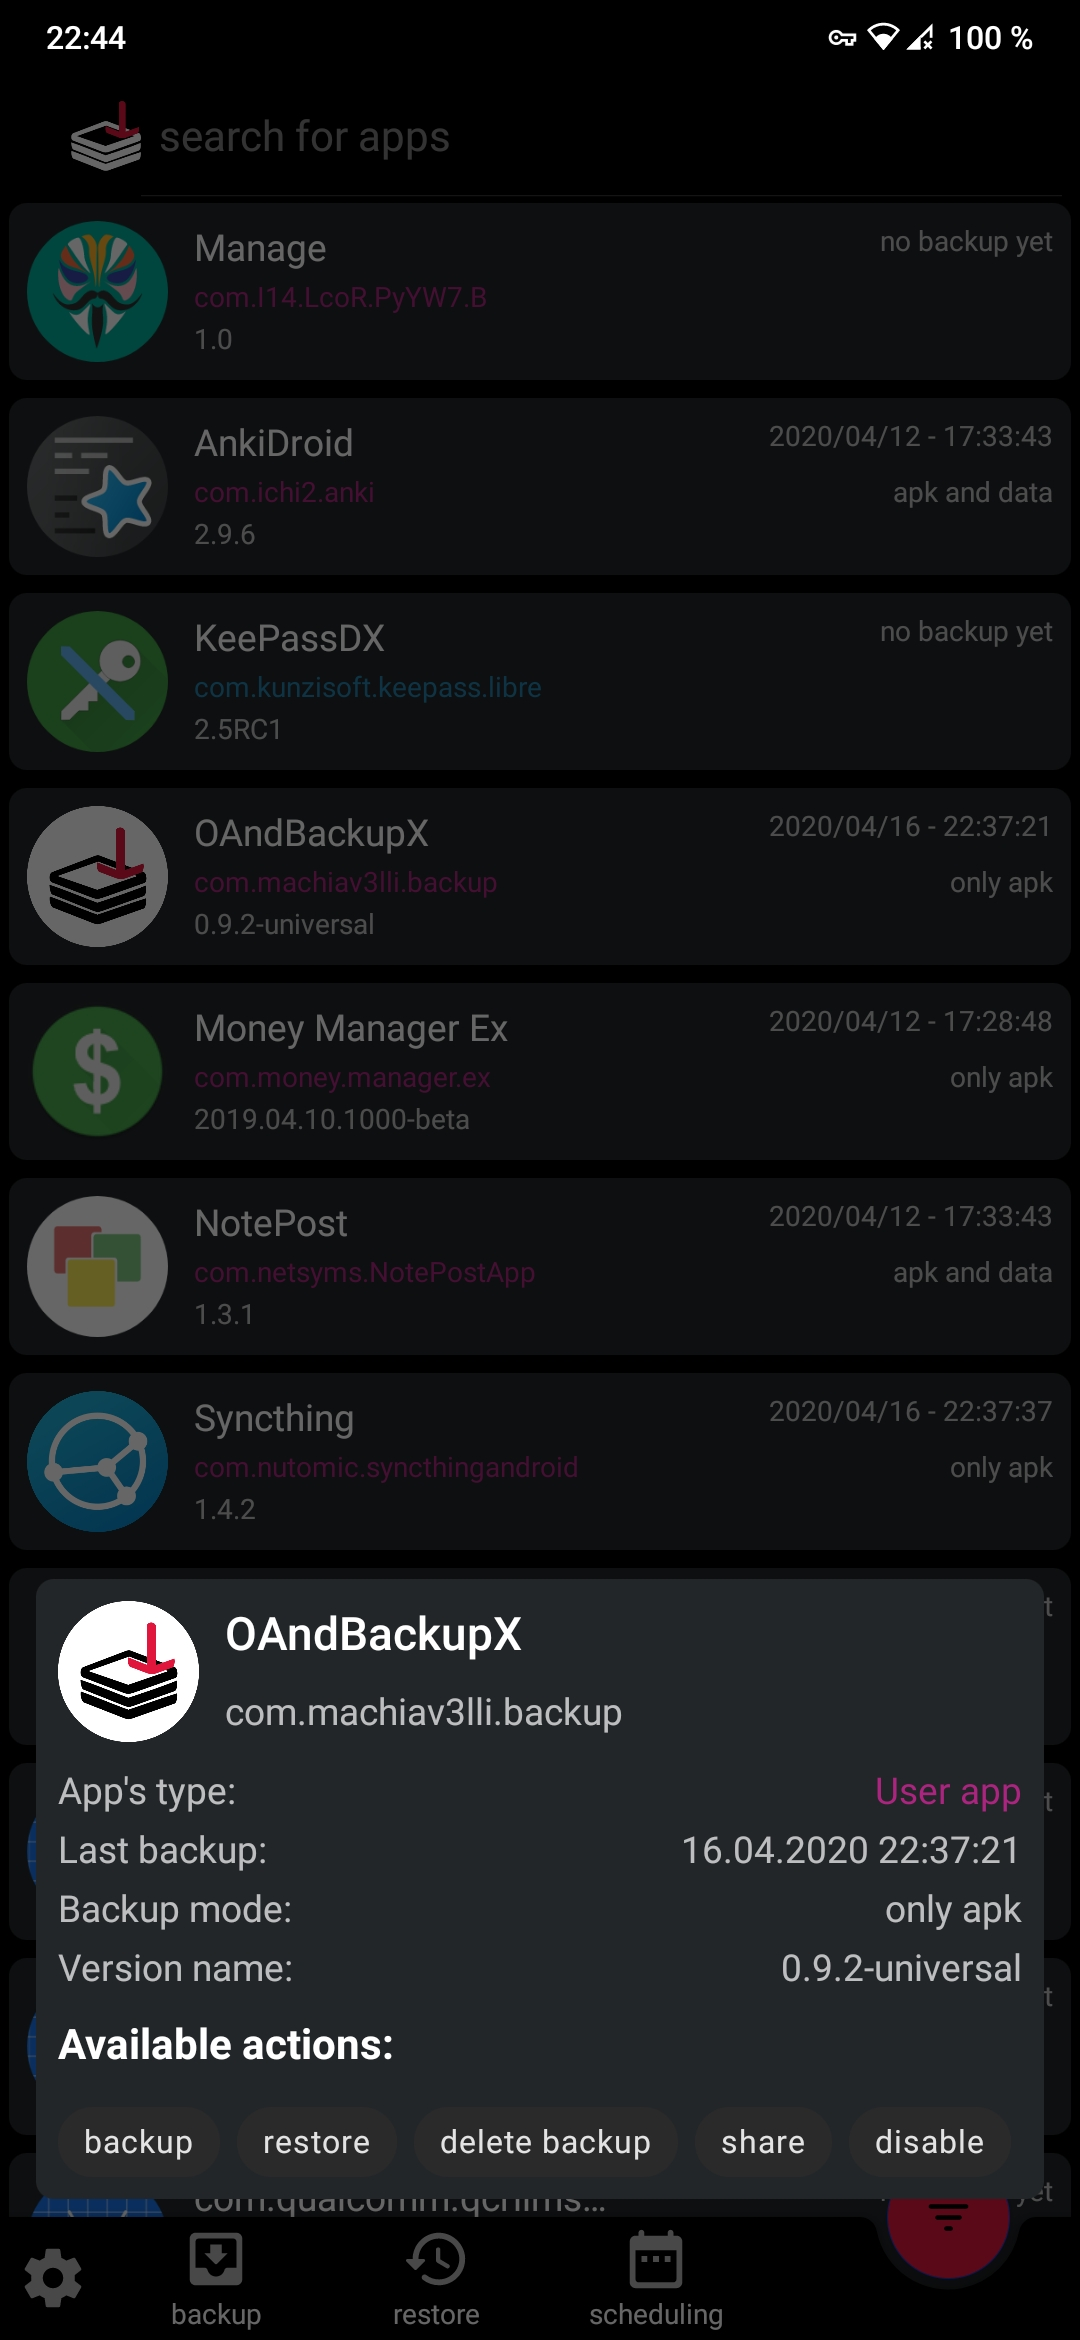 22:44
100 %
search for apps
Manage
no backup yet
com.I14.LcoR.PyYW7.B
1.0
AnkiDroid
2020/04/12 - 17:33:43
com.ichi2.anki
apk and data
2.9.6
KeePassDX
no backup yet
com.kunzisoft.keepass.libre
2.5RC1
OAndBackupX
2020/04/16 - 22:37:21
com.machiav3lli.backup
only apk
0.9.2-universal
Money Manager Ex
2020/04/12 - 17:28:48
com.money.manager.ex
only apk
2019.04.10.1000-beta
NotePost
2020/04/12 - 17:33:43
com.netsyms.NotePostApp
apk and data
1.3.1
Syncthing
2020/04/16 - 22:37:37
com.nutomic.syncthingandroid
only apk
1.4.2
OAndBackupX
com.machiav3lli.backup
App's type:
User app
Last backup:
16.04.2020 22:37:21
Backup mode:
only apk
Version name:
0.9.2-universal
Available actions:
backup
restore
delete backup
share
disable
backup
restore
scheduling